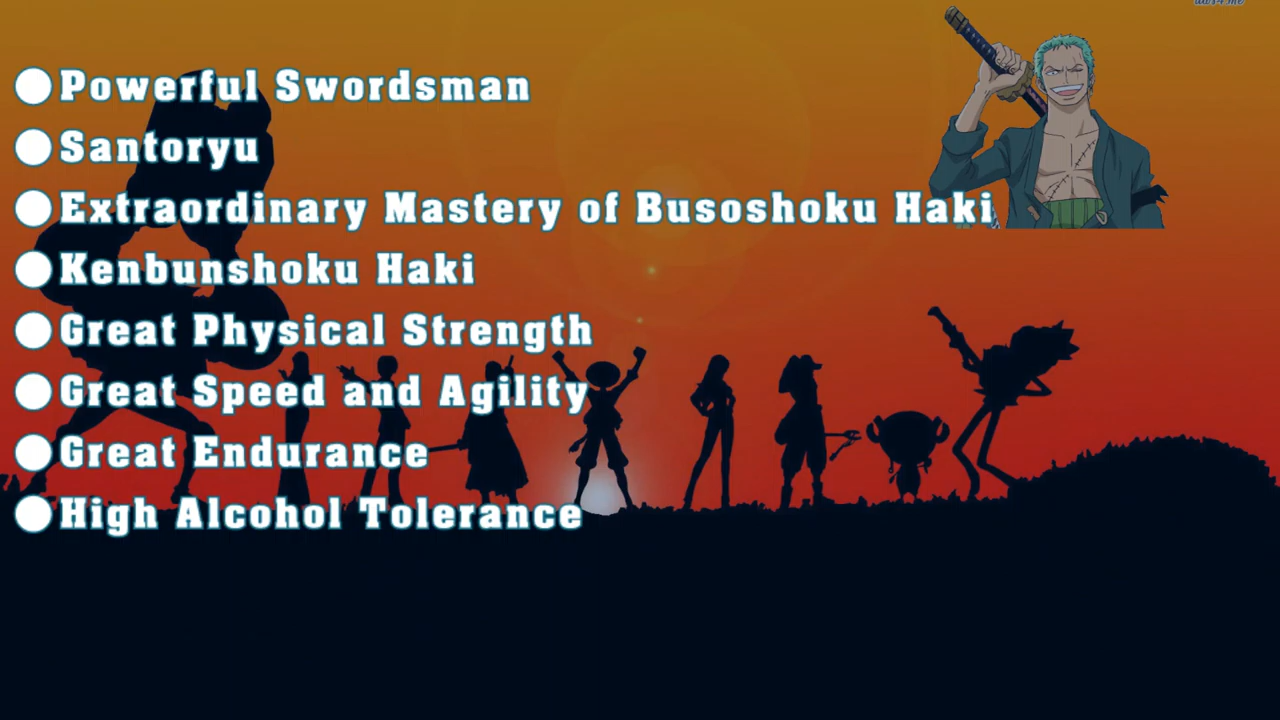 Powerful Swordsman
Santoryu
Extraordinary Mastery of Busoshoku Haki
Kenbunshoku Haki
Great Physical Strength
Great Speed and Agility
Great Endurance
High Alcohol Tolerance